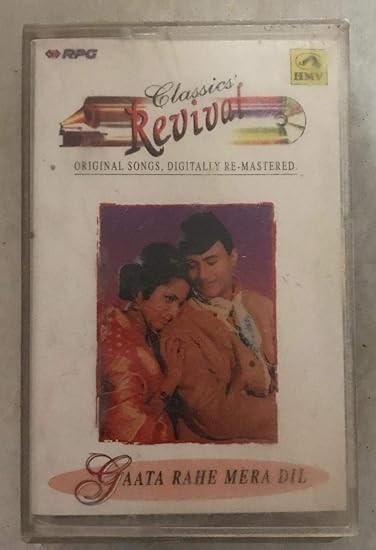 RPG
HMV
Classics'
Revival
ORIGINAL SONGS, DIGITALLY RE-MASTERED.
GAATA RAHE MERA DIL